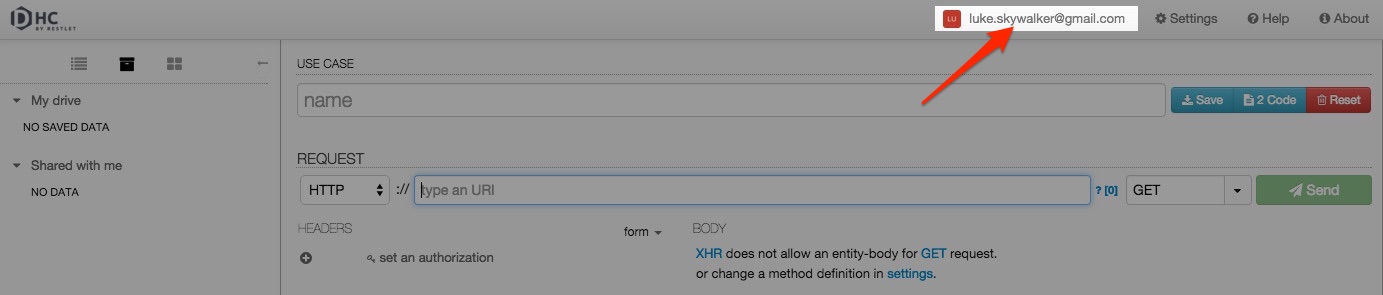 DHC
BY RESTLET
LU luke.skywalker@gmail.com Settings Help About
USE CASE
My drive
name Save 2 Code Reset
NO SAVED DATA
REQUEST
Shared with me
NO DATA
HTTP :// type an URI ? [0] GET Send
HEADERS form BODY
set an authorization
XHR does not allow an entity-body for GET request.
or change a method definition in settings.